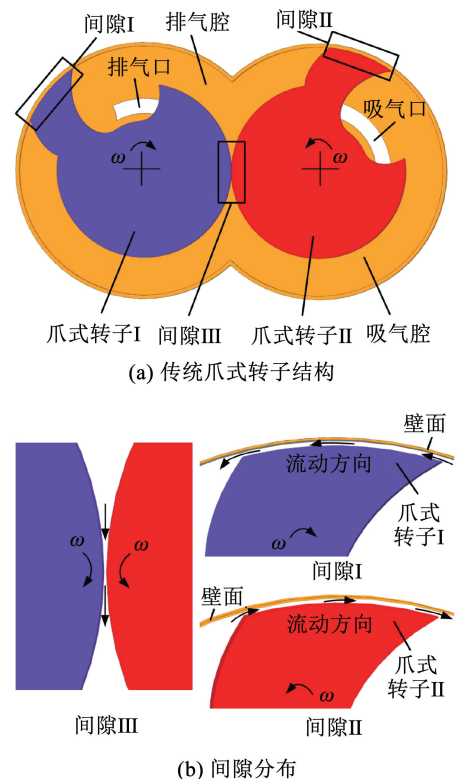 间隙I
排气腔
间隙II
排气口
吸气口
ω
ω
爪式转子I
间隙III
爪式转子II
吸气腔
(a) 传统爪式转子结构
壁面
流动方向
爪式
转子I
ω
间隙I
ω
ω
壁面
流动方向
爪式
转子II
ω
间隙III
间隙II
(b) 间隙分布